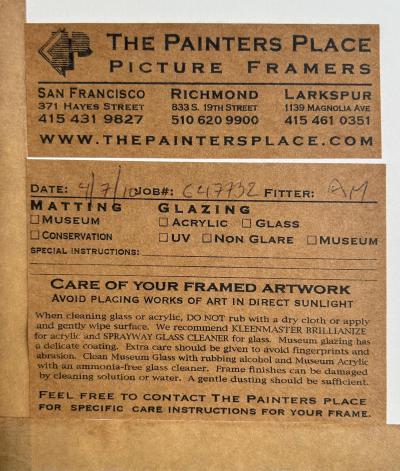 THE PAINTERS PLACE
PICTURE FRAMERS
SAN FRANCISCO RICHMOND LARKSPUR
371 HAYES STREET 833 S. 19TH STREET 1139 MAGNOLIA AVE
415 431 9827 510 620 9900 415 461 0351
WWW.THEPAINTERSPLACE.COM
DATE: 4/7/10 JOB#: C47732 FITTER: AM
MATTING GLAZING
□ MUSEUM □ ACRYLIC □ GLASS
□ CONSERVATION □ UV □ NON GLARE □ MUSEUM
SPECIAL INSTRUCTIONS:
CARE OF YOUR FRAMED ARTWORK
AVOID PLACING WORKS OF ART IN DIRECT SUNLIGHT
When cleaning glass or acrylic, DO NOT rub with a dry cloth or apply
and gently wipe surface. We recommend KLEENMASTER BRILLIANIZE
for acrylic and SPRAYWAY GLASS CLEANER for glass. Museum glazing has
a delicate coating. Extra care should be given to avoid fingerprints and
abrasion. Clean Museum Glass with rubbing alcohol and Museum Acrylic
with an ammonia-free glass cleaner. Frame finishes can be damaged
by cleaning solution or water. A gentle dusting should be sufficient.
FEEL FREE TO CONTACT THE PAINTERS PLACE
FOR SPECIFIC CARE INSTRUCTIONS FOR YOUR FRAME.